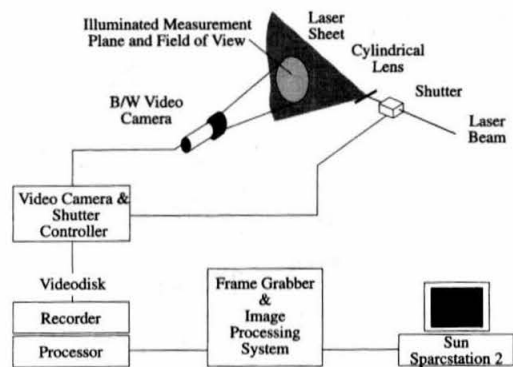 Illuminated Measurement
Plane and Field of View
Laser
Sheet
Cylindrical
Lens
Shutter
B/W Video
Camera
Laser
Beam
Video Camera &
Shutter
Controller
Videodisk
Recorder
Processor
Frame Grabber
&
Image
Processing
System
Sun
Sparcstation 2